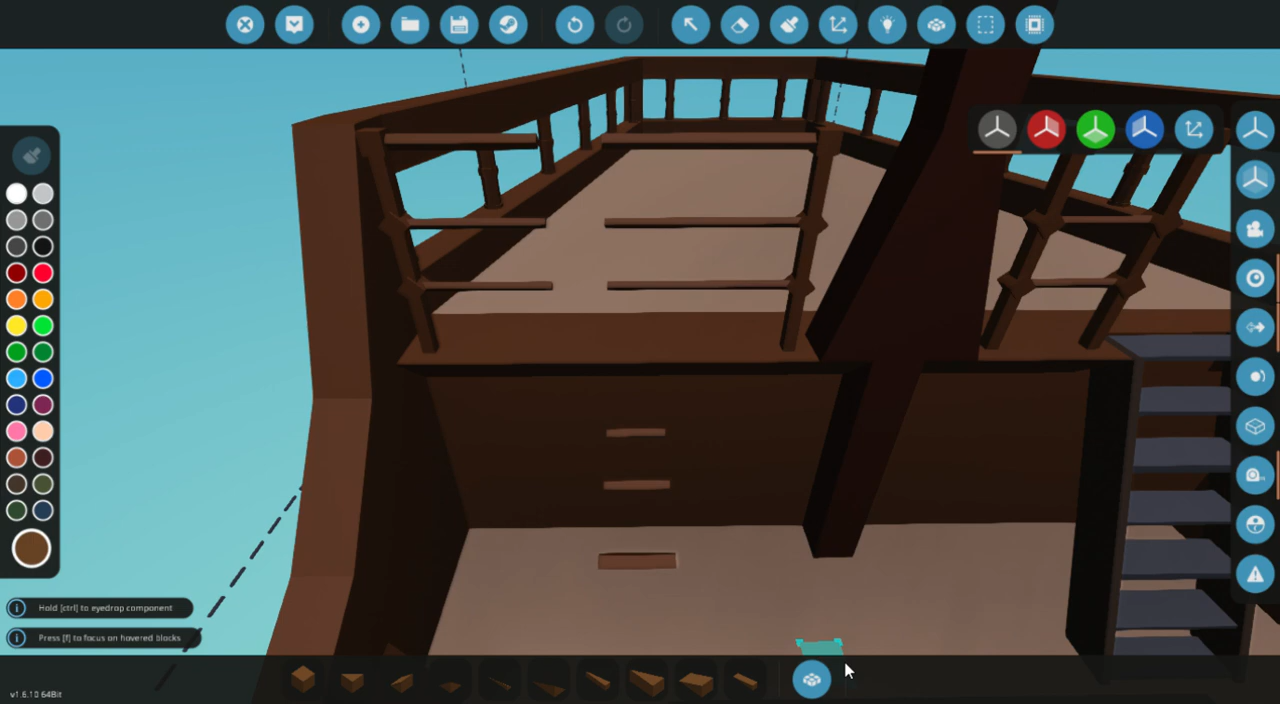 Hold [ctrl] to eyedrop component
Press [f] to focus on hovered blocks
v1.6.10 64Bit